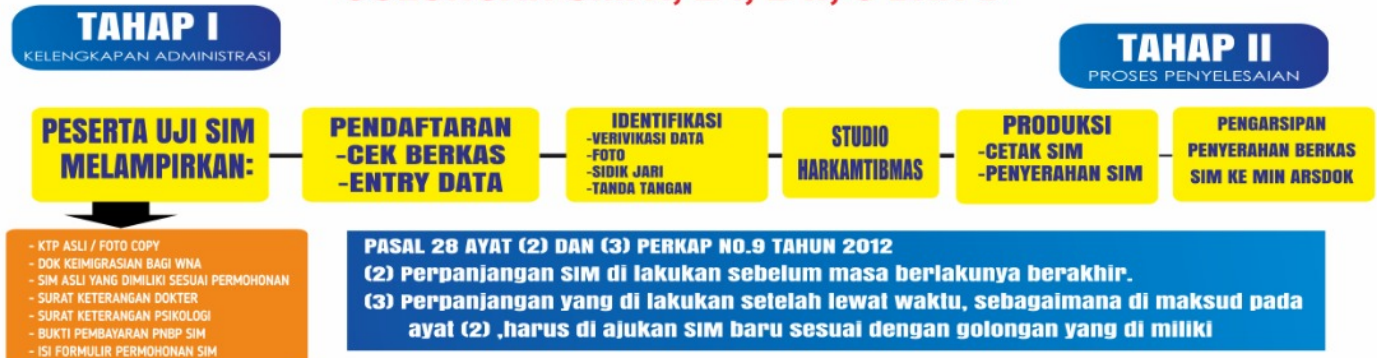 TAHAP I
KELENGKAPAN ADMINISTRASI
TAHAP II
PROSES PENYELESAIAN
PESERTA UJI SIM
MELAMPIRKAN:
PENDAFTARAN
-CEK BERKAS
-ENTRY DATA
IDENTIFIKASI
-VERIVIKASI DATA
-FOTO
-SIDIK JARI
-TANDA TANGAN
STUDIO
HARKAMTIBMAS
PRODUKSI
-CETAK SIM
-PENYERAHAN SIM
PENGARSIPAN
PENYERAHAN BERKAS
SIM KE MIN ARSDOK
- KTP ASLI / FOTO COPY
- DOK KEIMIGRASIAN BAGI WNA
- SIM ASLI YANG DIMILIKI SESUAI PERMOHONAN
- SURAT KETERANGAN DOKTER
- SURAT KETERANGAN PSIKOLOGI
- BUKTI PEMBAYARAN PNBP SIM
- ISI FORMULIR PERMOHONAN SIM
PASAL 28 AYAT (2) DAN (3) PERKAP NO.9 TAHUN 2012
(2) Perpanjangan SIM di lakukan sebelum masa berlakunya berakhir.
(3) Perpanjangan yang di lakukan setelah lewat waktu, sebagaimana di maksud pada
ayat (2) ,harus di ajukan SIM baru sesuai dengan golongan yang di miliki